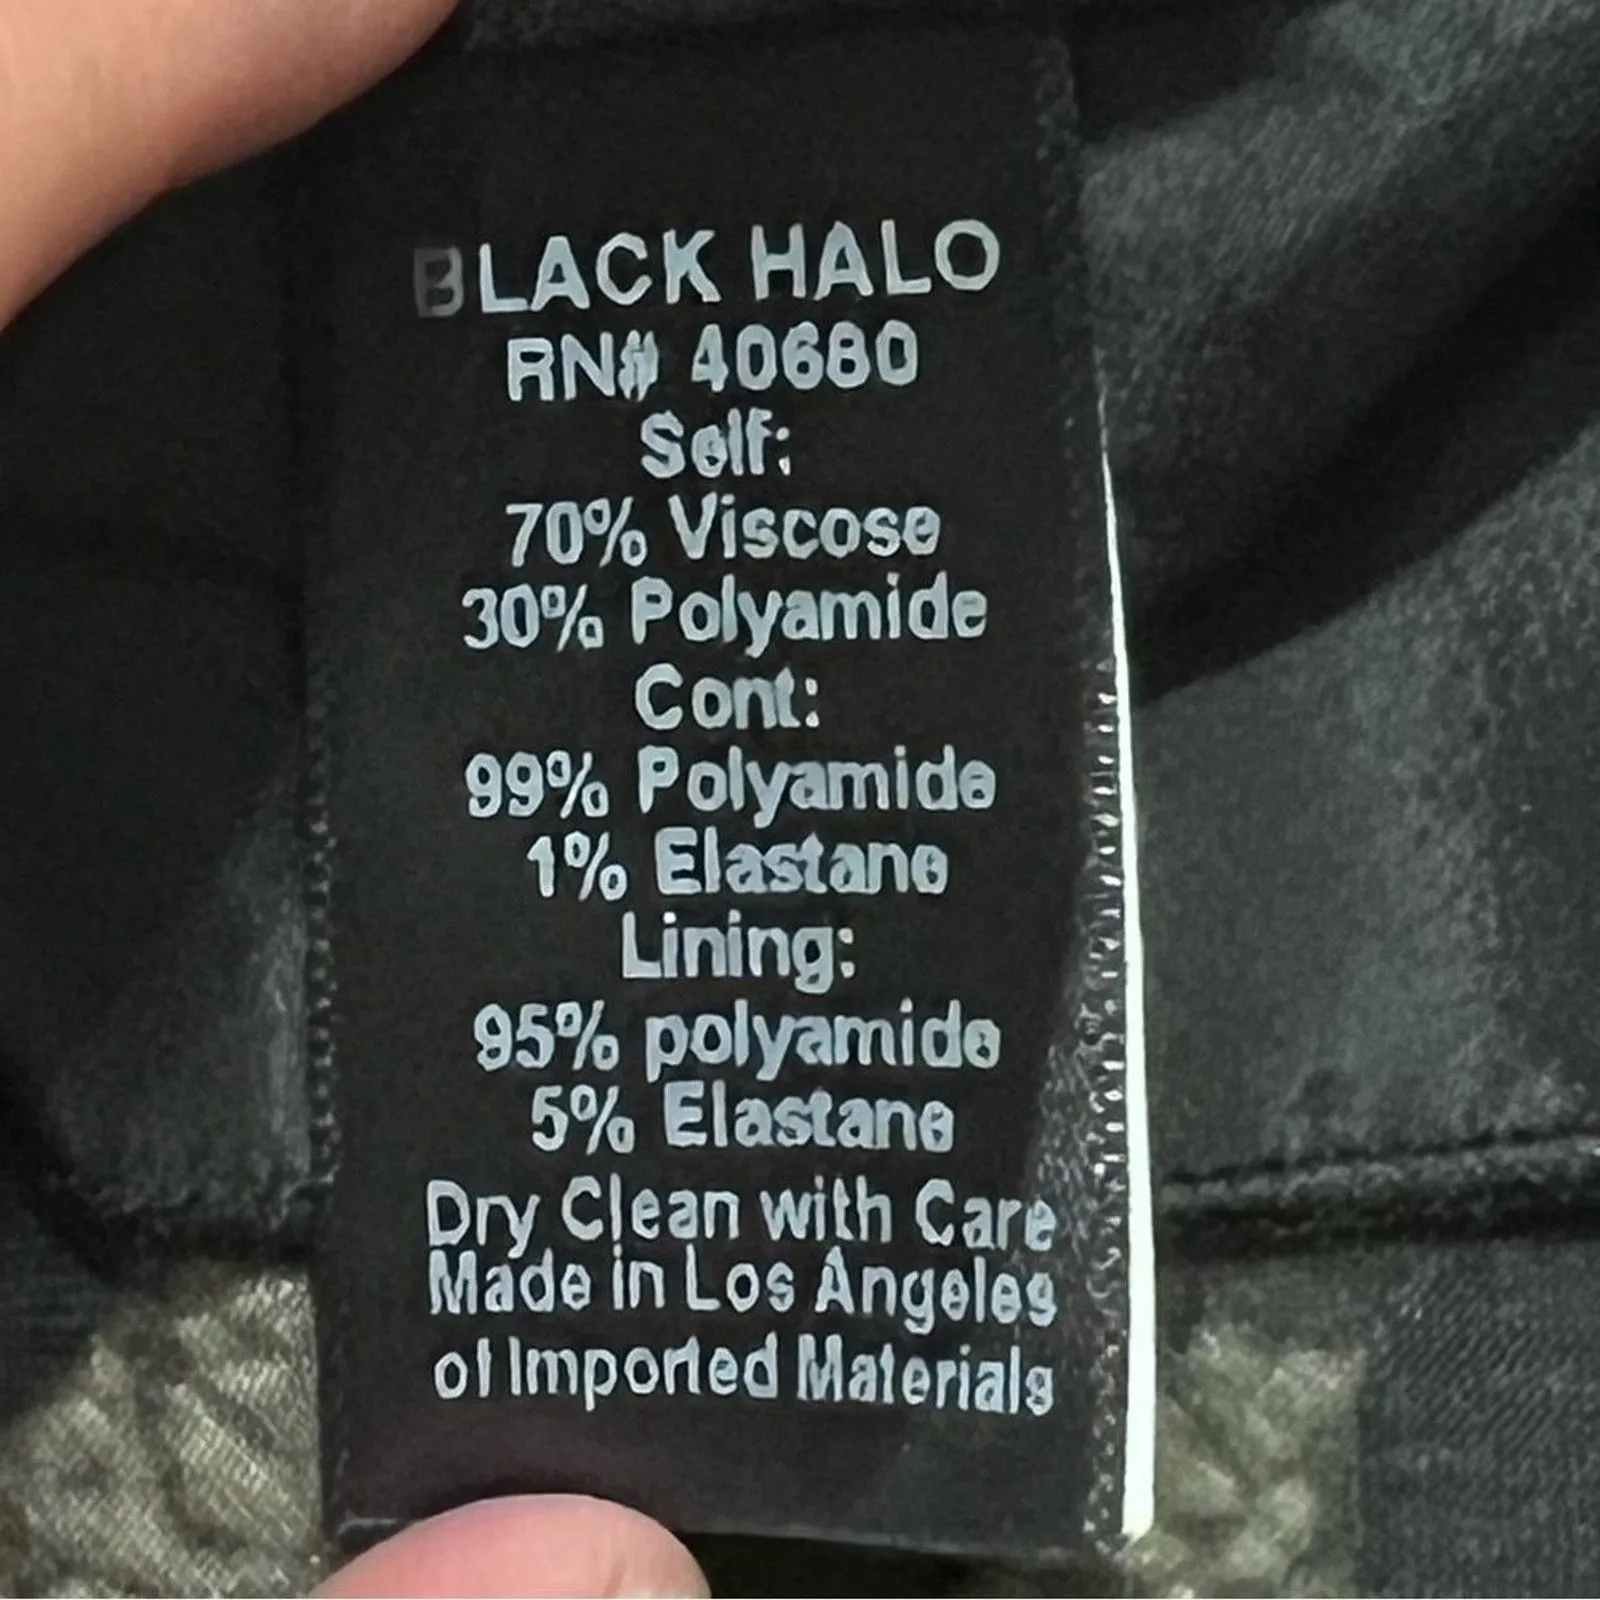 BLACK HALO
RN# 40680
Self:
70% Viscose
30% Polyamide
Cont:
99% Polyamide
1% Elastane
Lining:
95% polyamide
5% Elastane
Dry Clean with Care
Made in Los Angeles
of Imported Materials